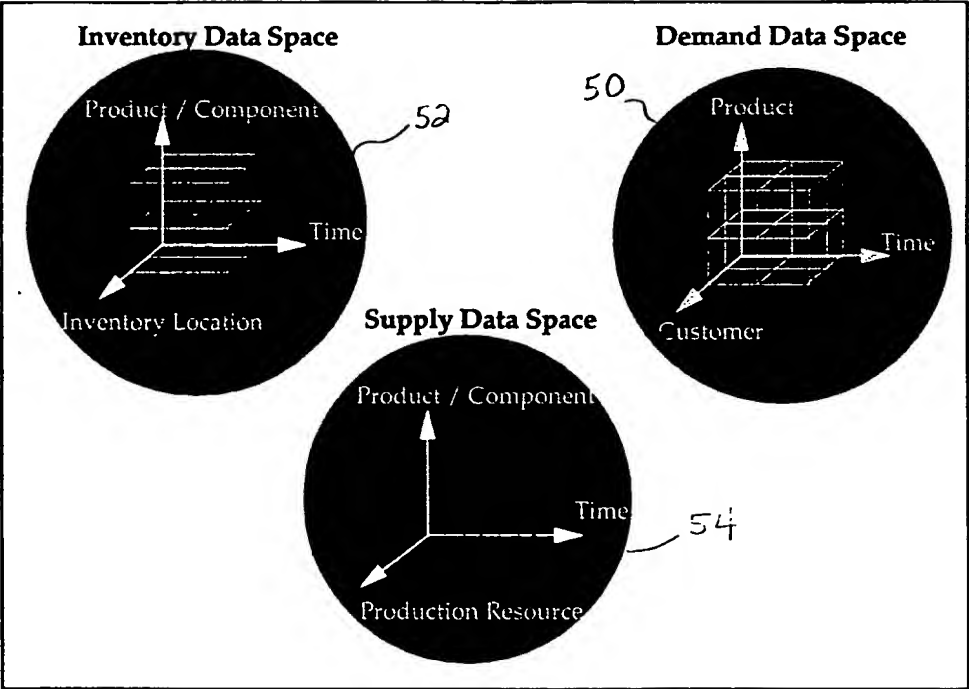 Inventory Data Space
Product / Component
52
Time
Inventory Location
Demand Data Space
50
Product
Time
Customer
Supply Data Space
Product / Component
Time
54
Production Resource